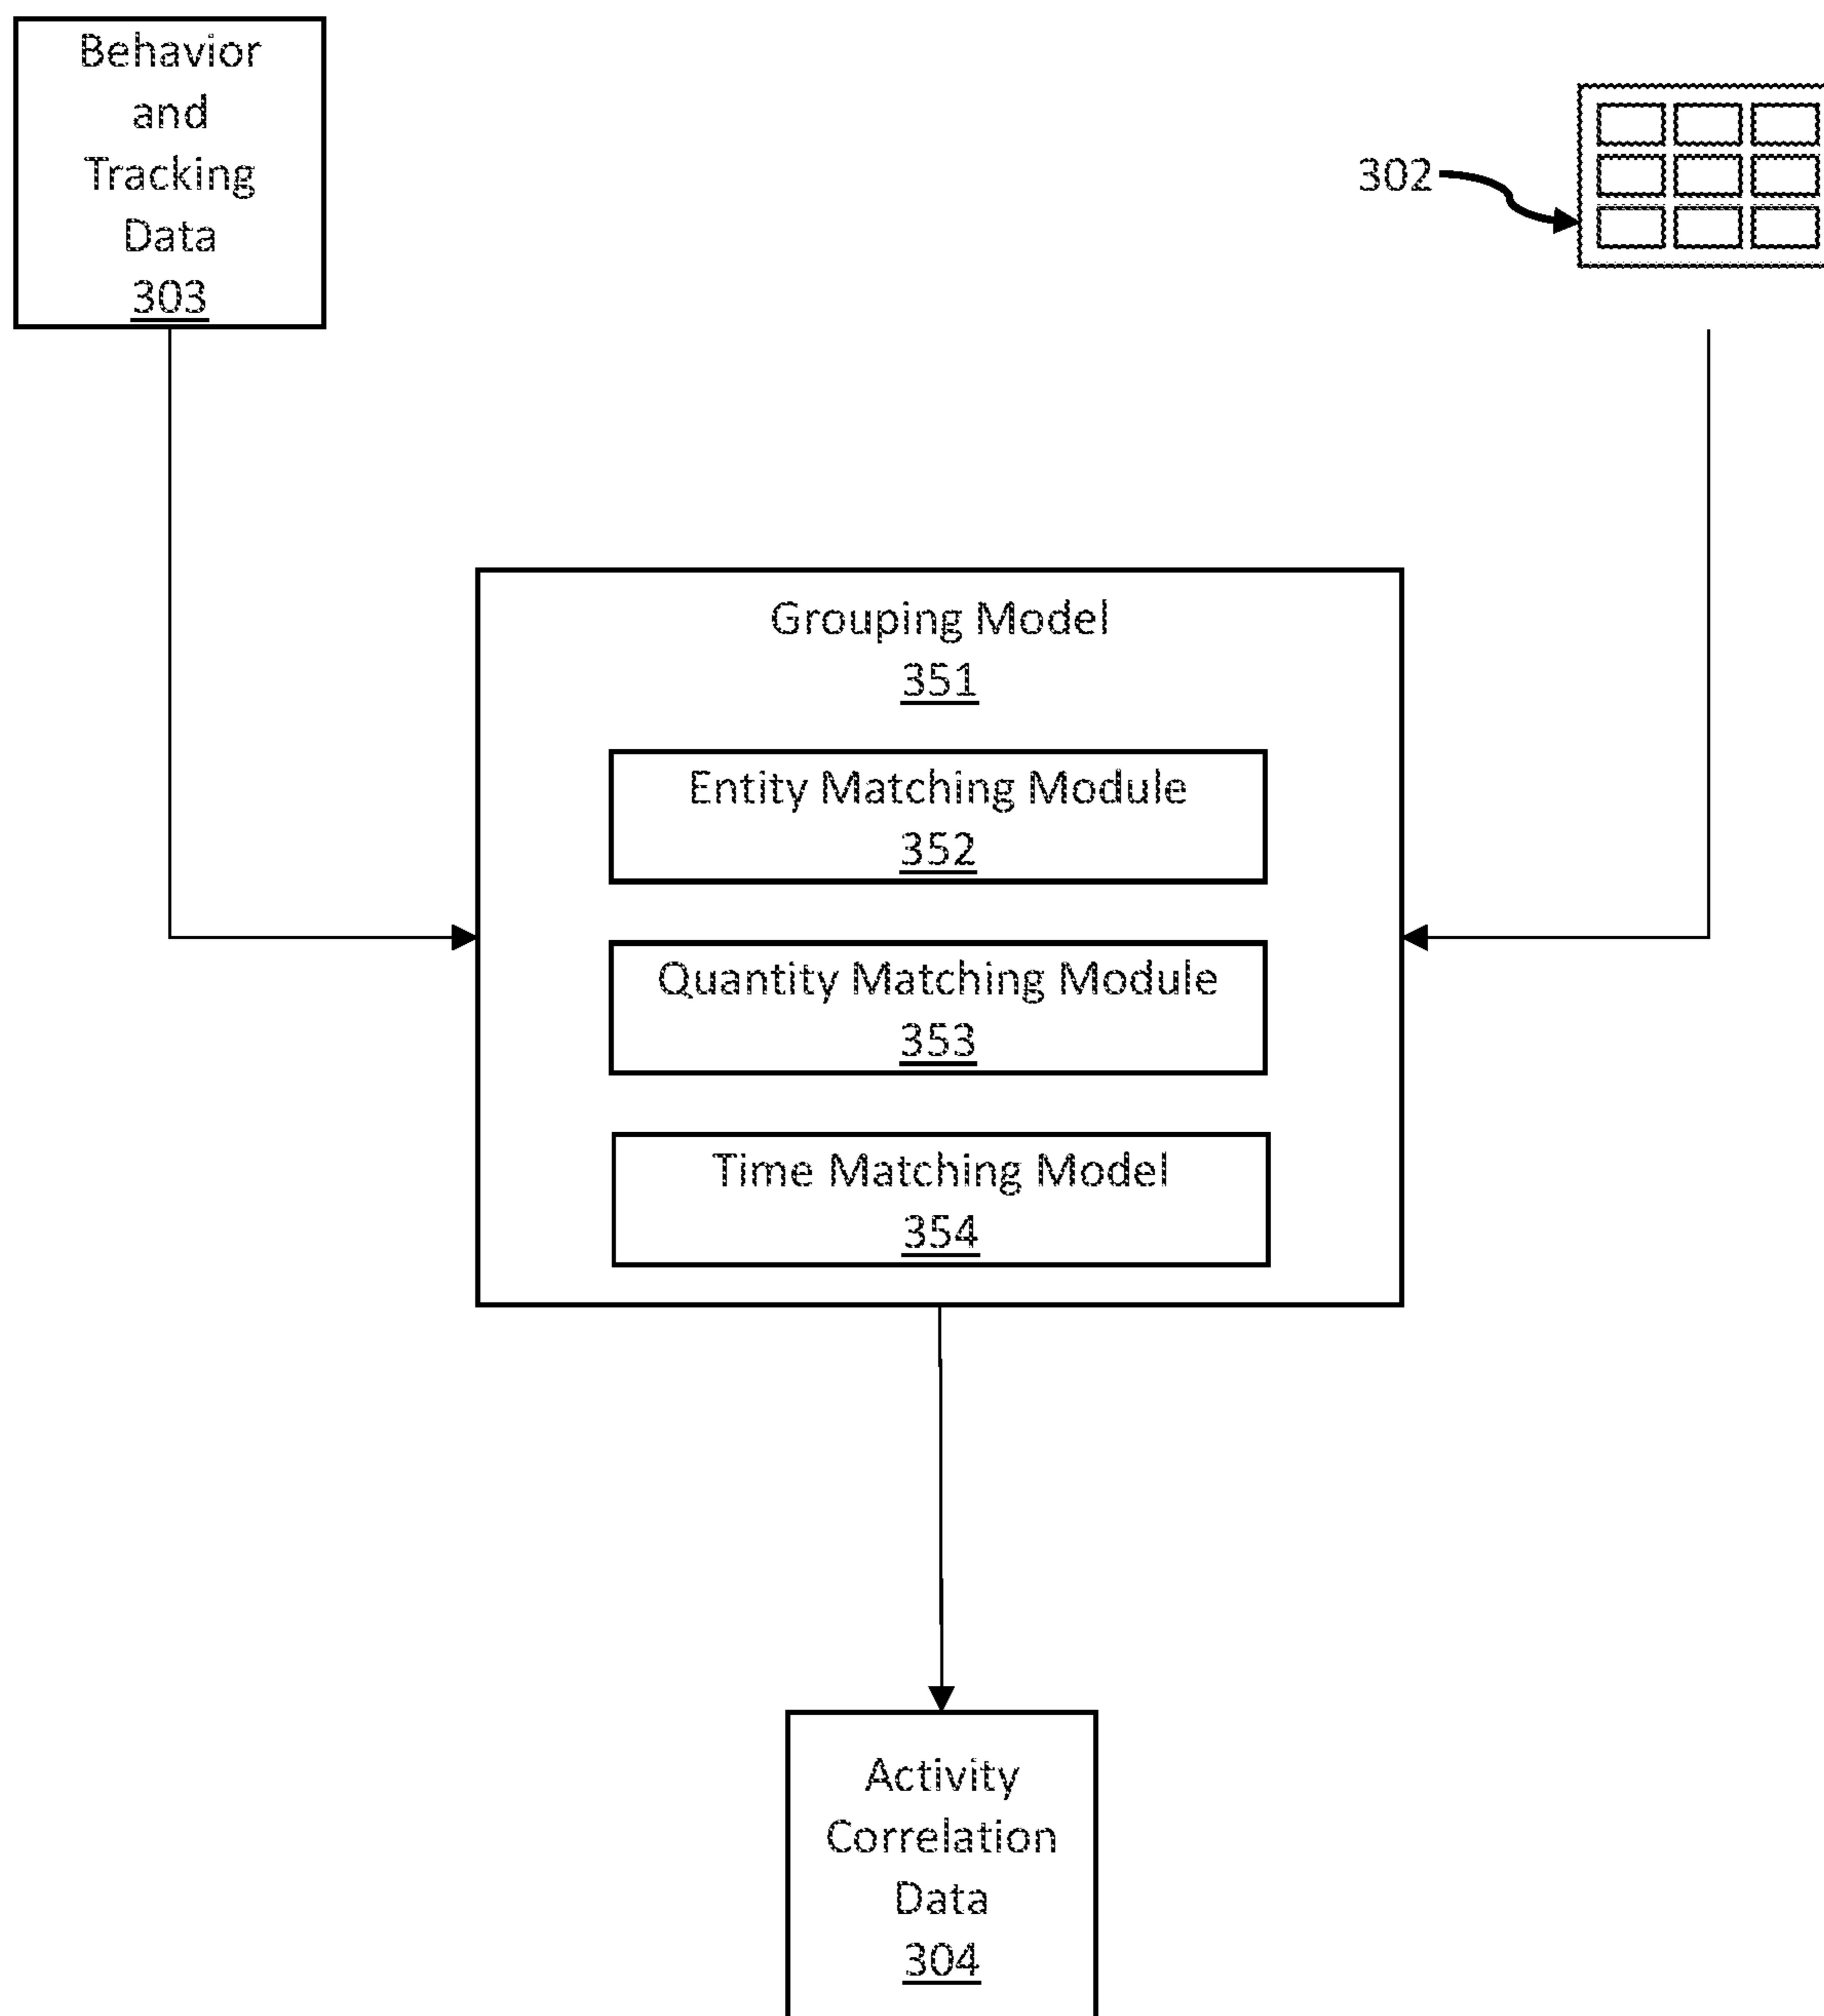 Behavior
and
Tracking
Data
303
302
Grouping Model
351
Entity Matching Module
352
Quantity Matching Module
353
Time Matching Model
354
Activity
Correlation
Data
304